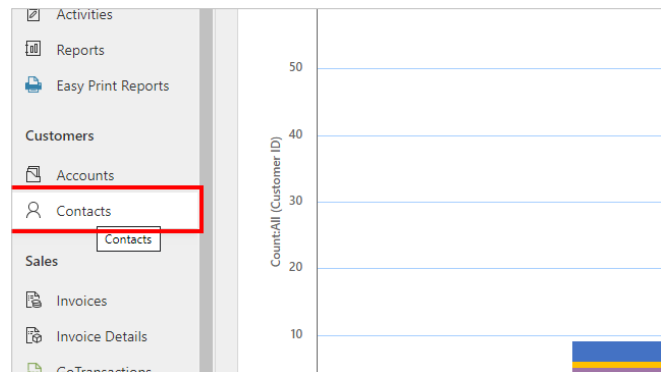 Activities
Reports
Easy Print Reports
Customers
Accounts
Contacts
Contacts
Sales
Invoices
Invoice Details
GoTransactions
Count:All (Customer ID)
50
40
30
20
10